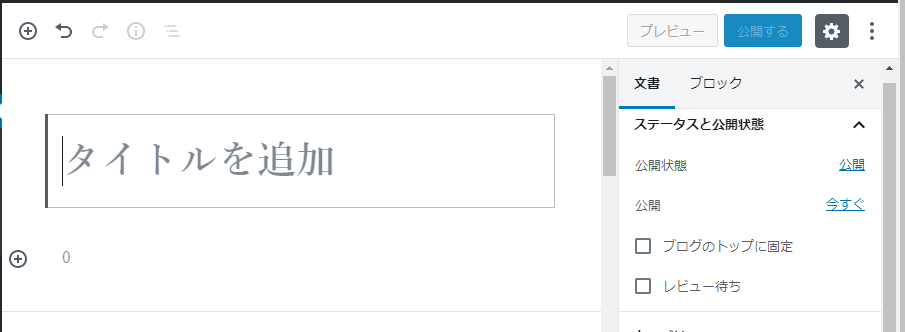 プレビュー
公開する
タイトルを追加
0
文書
ブロック
ステータスと公開状態
公開状態
公開
公開
今すぐ
ブログのトップに固定
レビュー待ち